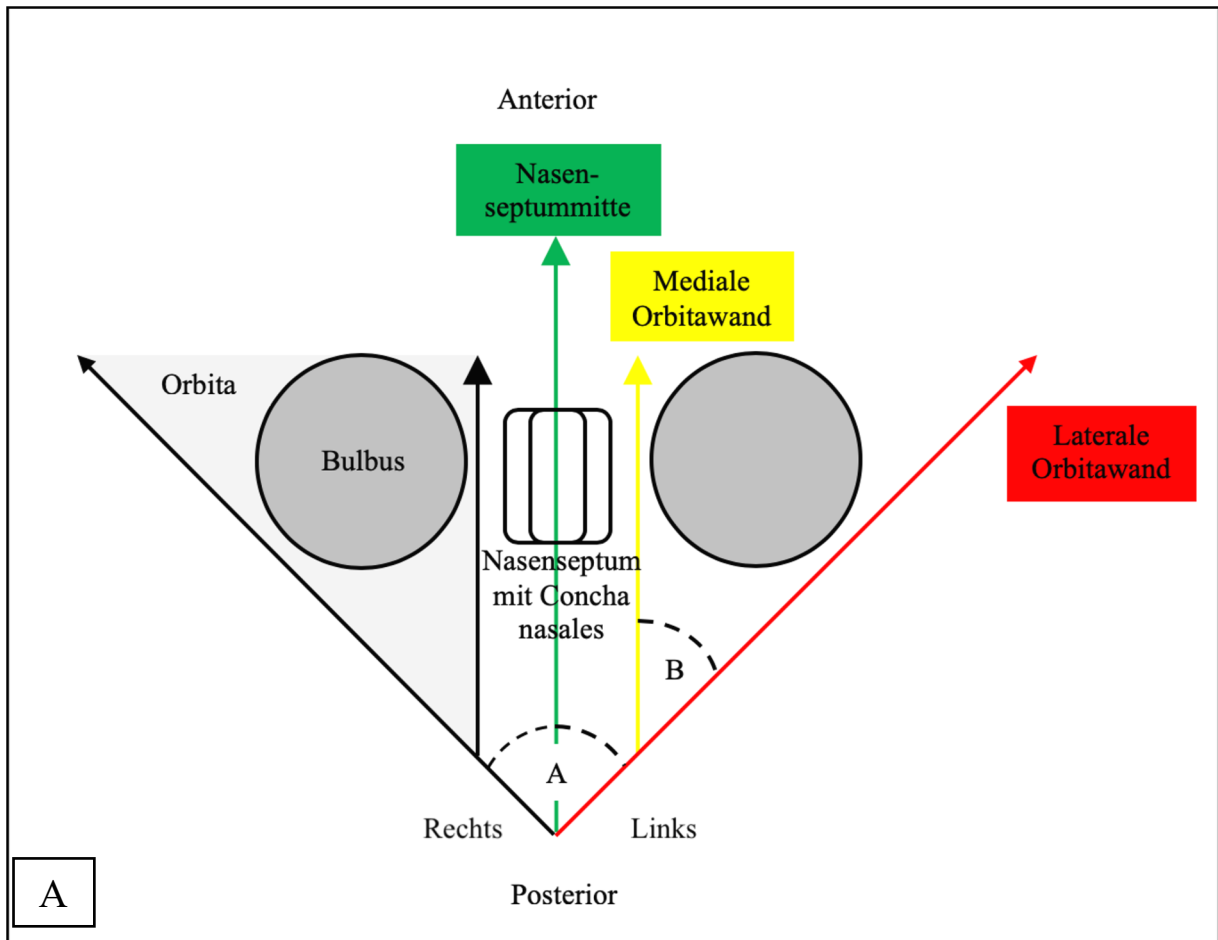 Anterior
Nasen-
septummitte
Mediale
Orbitawand
Orbita
Bulbus
Laterale
Orbitawand
Nasenseptum
mit Concha
nasales
B
A
Rechts
Links
Posterior
A